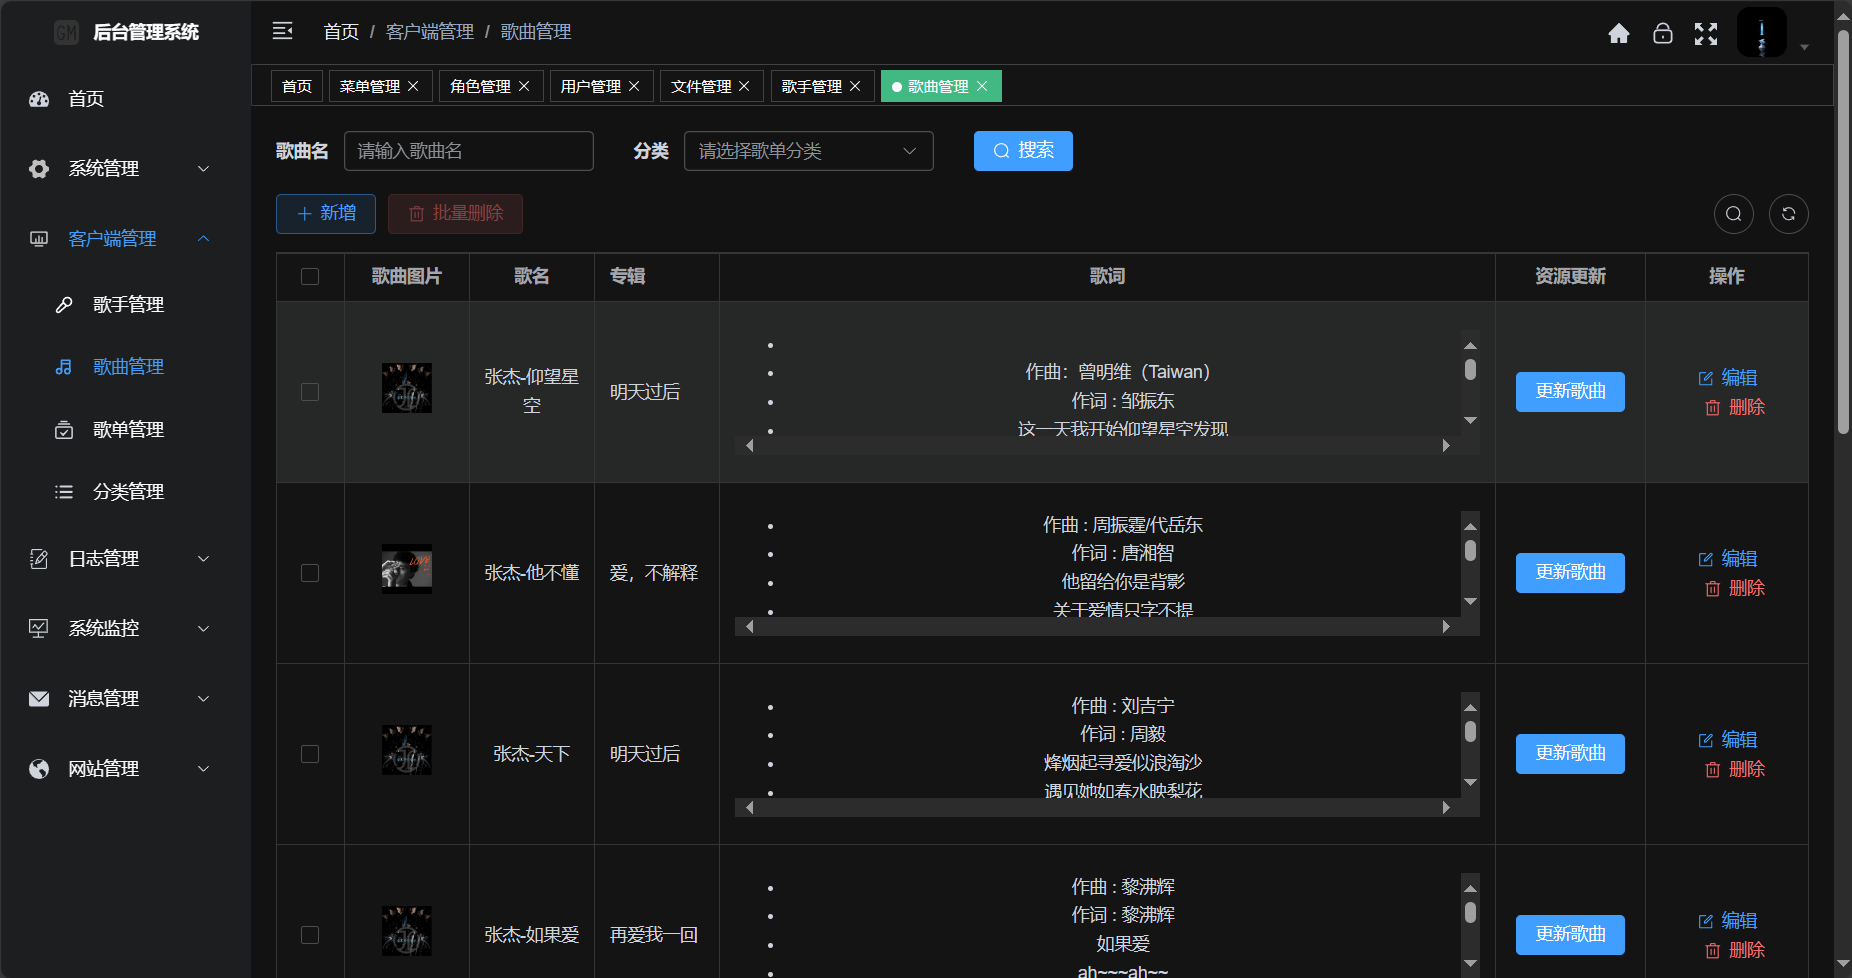 GM 后台管理系统
首页 / 客户端管理 / 歌曲管理
首页
系统管理
客户端管理
歌手管理
歌曲管理
歌单管理
分类管理
日志管理
系统监控
消息管理
网站管理
首页 菜单管理 角色管理 用户管理 文件管理 歌手管理 歌曲管理
歌曲名 请输入歌曲名 分类 请选择歌单分类 搜索
新增 批量删除
歌曲图片 歌名 专辑 歌词 资源更新 操作
张杰-仰望星
空
明天过后
作曲：曾明维（Taiwan）
作词 : 邹振东
这一天我开始仰望星空发现
更新歌曲
编辑
删除
张杰-他不懂
爱，不解释
作曲 : 周振霆/代岳东
作词 : 唐湘智
他留给你是背影
关于爱情只字不提
更新歌曲
编辑
删除
张杰-天下
明天过后
作曲 : 刘吉宁
作词 : 周毅
烽烟起寻爱似浪淘沙
遇见她如春水映梨花
更新歌曲
编辑
删除
张杰-如果爱
再爱我一回
作曲 : 黎沸辉
作词 : 黎沸辉
如果爱
ah~~~ah~~
更新歌曲
编辑
删除